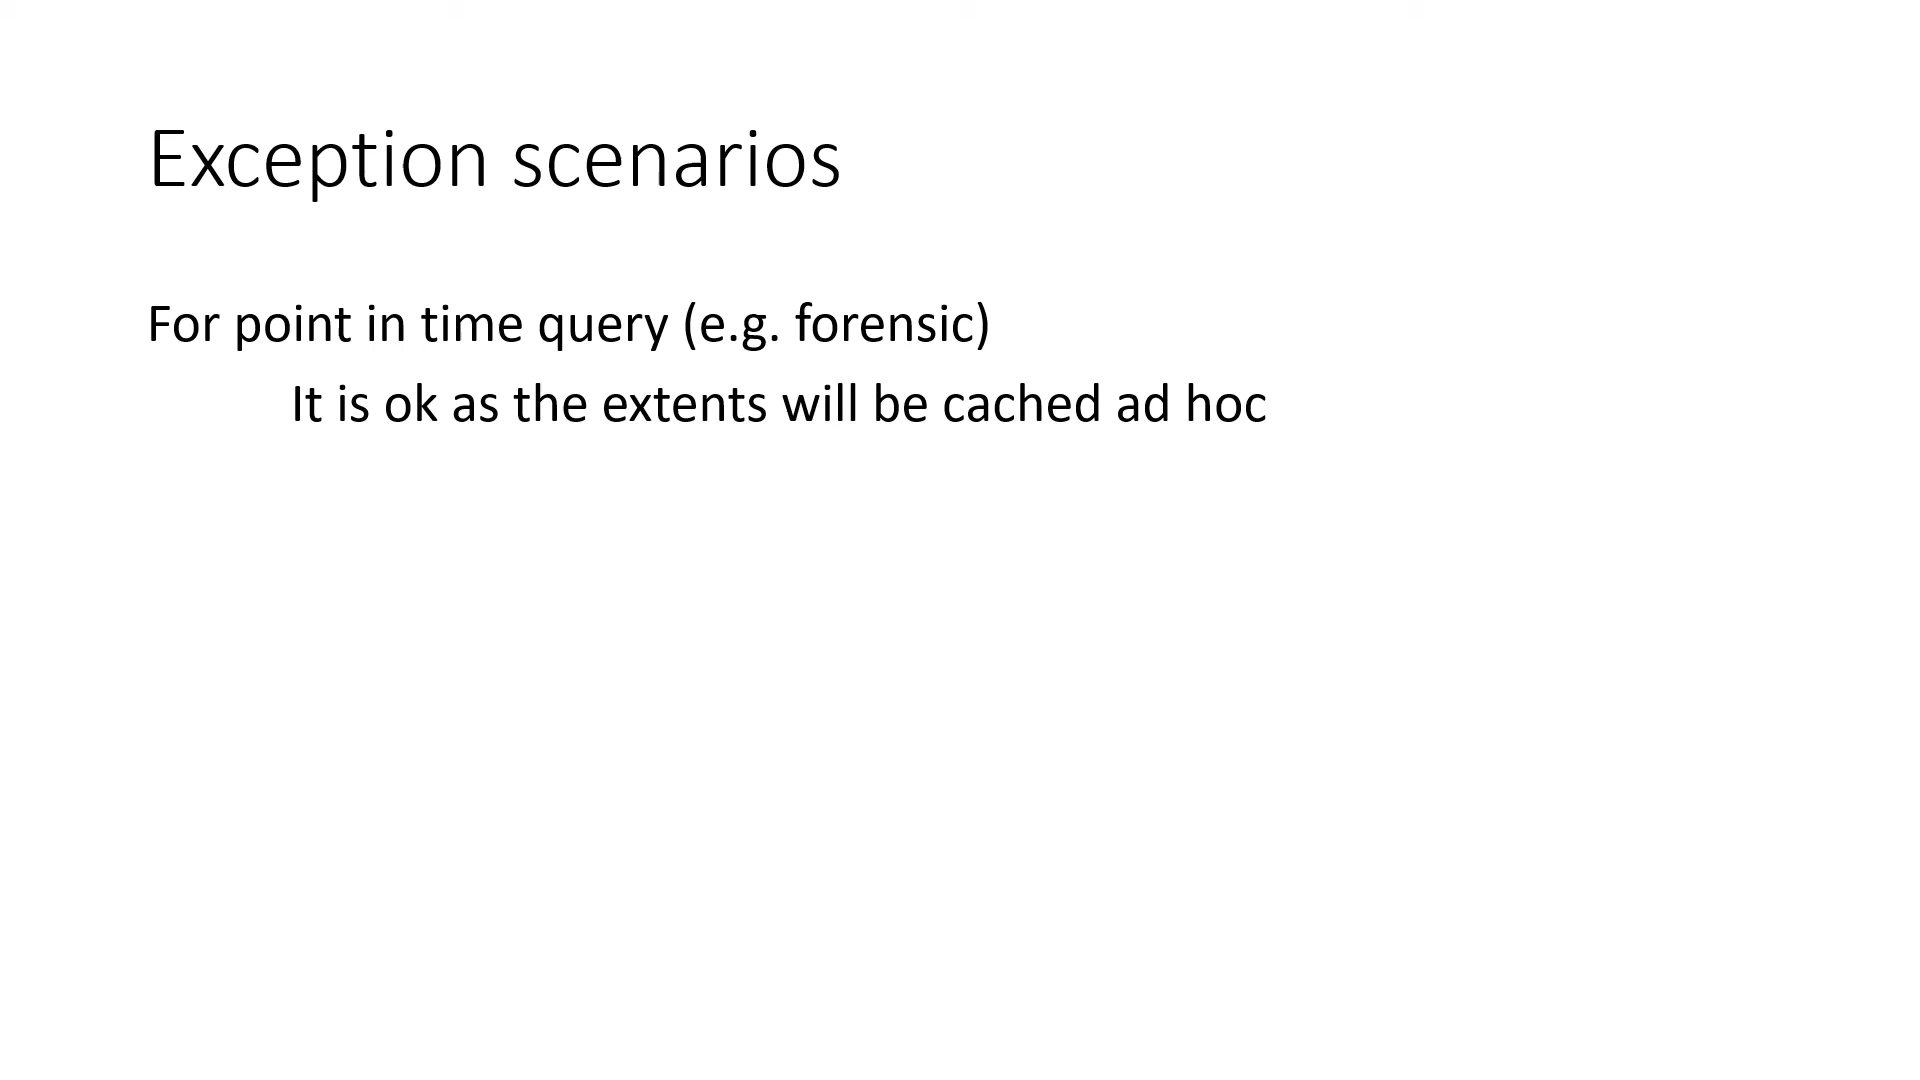 Exception scenarios
For point in time query (e.g. forensic)
It is ok as the extents will be cached ad hoc